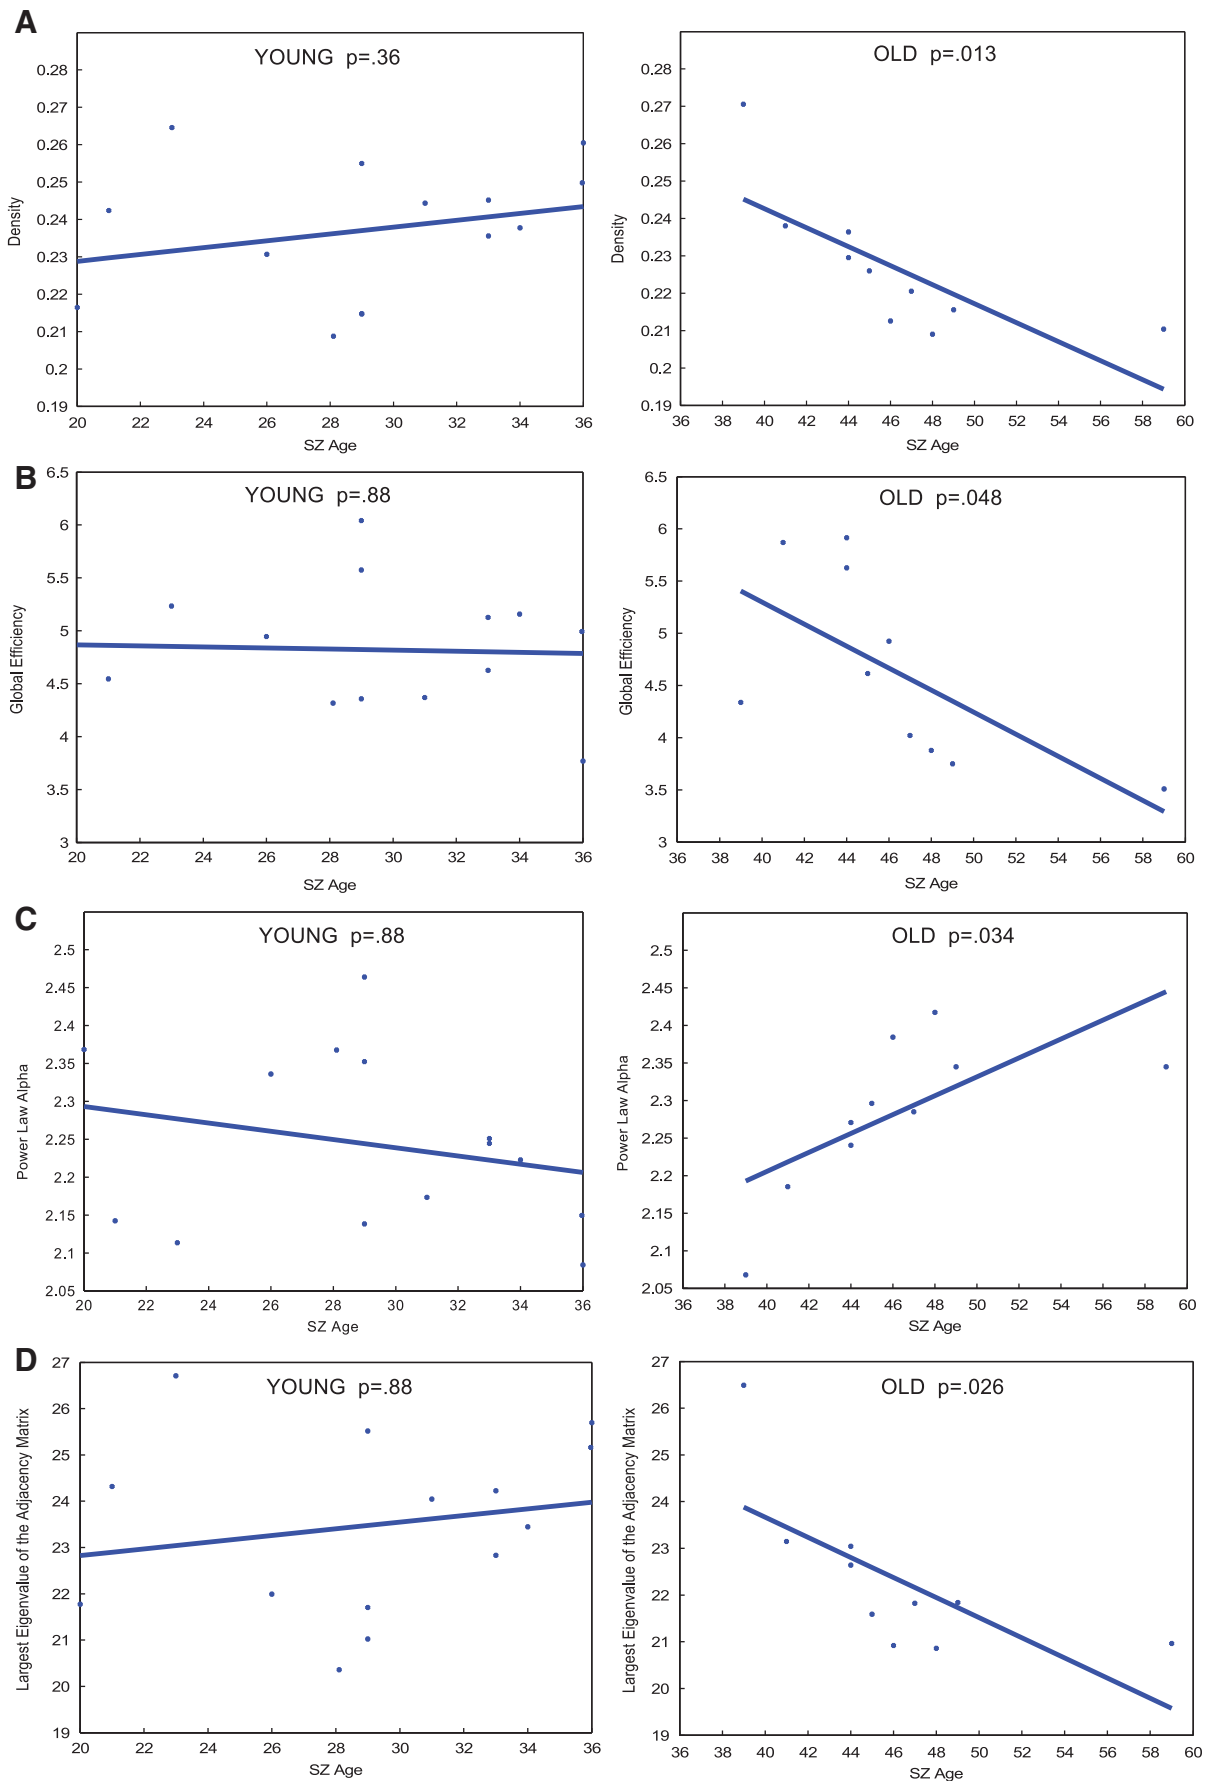 A
YOUNG p=.36
Density
0.28
0.27
0.26
0.25
0.24
0.23
0.22
0.21
0.2
0.19
20 22 24 26 28 30 32 34 36
SZ Age
OLD p=.013
Density
0.28
0.27
0.26
0.25
0.24
0.23
0.22
0.21
0.2
0.19
36 38 40 42 44 46 48 50 52 54 56 58 60
SZ Age
B
YOUNG p=.88
Global Efficiency
6.5
6
5.5
5
4.5
4
3.5
3
20 22 24 26 28 30 32 34 36
SZ Age
OLD p=.048
Global Efficiency
6.5
6
5.5
5
4.5
4
3.5
3
36 38 40 42 44 46 48 50 52 54 56 58 60
SZ Age
C
YOUNG p=.88
Power Law Alpha
2.5
2.45
2.4
2.35
2.3
2.25
2.2
2.15
2.1
2.05
20 22 24 26 28 30 32 34 36
SZ Age
OLD p=.034
Power Law Alpha
2.5
2.45
2.4
2.35
2.3
2.25
2.2
2.15
2.1
2.05
36 38 40 42 44 46 48 50 52 54 56 58 60
SZ Age
D
YOUNG p=.88
Largest Eigenvalue of the Adjacency Matrix
27
26
25
24
23
22
21
20
19
20 22 24 26 28 30 32 34 36
SZ Age
OLD p=.026
Largest Eigenvalue of the Adjacency Matrix
27
26
25
24
23
22
21
20
19
36 38 40 42 44 46 48 50 52 54 56 58 60
SZ Age